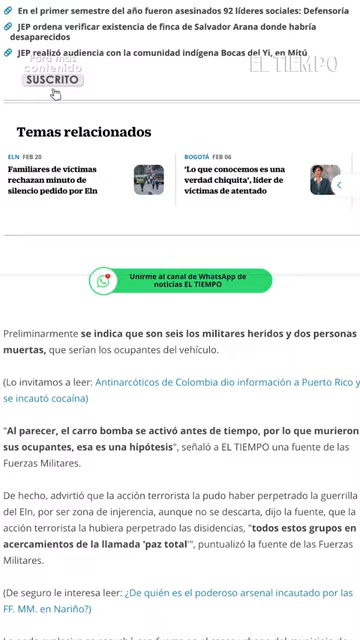 En el primer semestre del año fueron asesinados 92 líderes sociales: Defensoría
JEP ordena verificar existencia de finca de Salvador Arana donde habría
desaparecidos
JEP realizó audiencia con la comunidad indígena Bocas del Yi, en Mitú
Para más
contenido
SUSCRITO
EL TIEMPO
Temas relacionados
ELN FEB 20
Familiares de víctimas
rechazan minuto de
silencio pedido por Eln
BOGOTÁ FEB 06
'Lo que conocemos es una
verdad chiquita', líder de
víctimas de atentado
Unirme al canal de WhatsApp de
noticias EL TIEMPO
Preliminarmente se indica que son seis los militares heridos y dos personas
muertas, que serían los ocupantes del vehículo.
(Lo invitamos a leer: Antinarcóticos de Colombia dio información a Puerto Rico y
se incautó cocaína)
"Al parecer, el carro bomba se activó antes de tiempo, por lo que murieron
sus ocupantes, esa es una hipótesis", señaló a EL TIEMPO una fuente de las
Fuerzas Militares.
De hecho, advirtió que la acción terrorista la pudo haber perpetrado la guerrilla
del Eln, por ser zona de injerencia, aunque no se descarta, dijo la fuente, que la
acción terrorista la hubiera perpetrado las disidencias, "todos estos grupos en
acercamientos de la llamada 'paz total'", puntualizó la fuente de las Fuerzas
Militares.
(De seguro le interesa leer: ¿De quién es el poderoso arsenal incautado por las
FF. MM. en Nariño?)